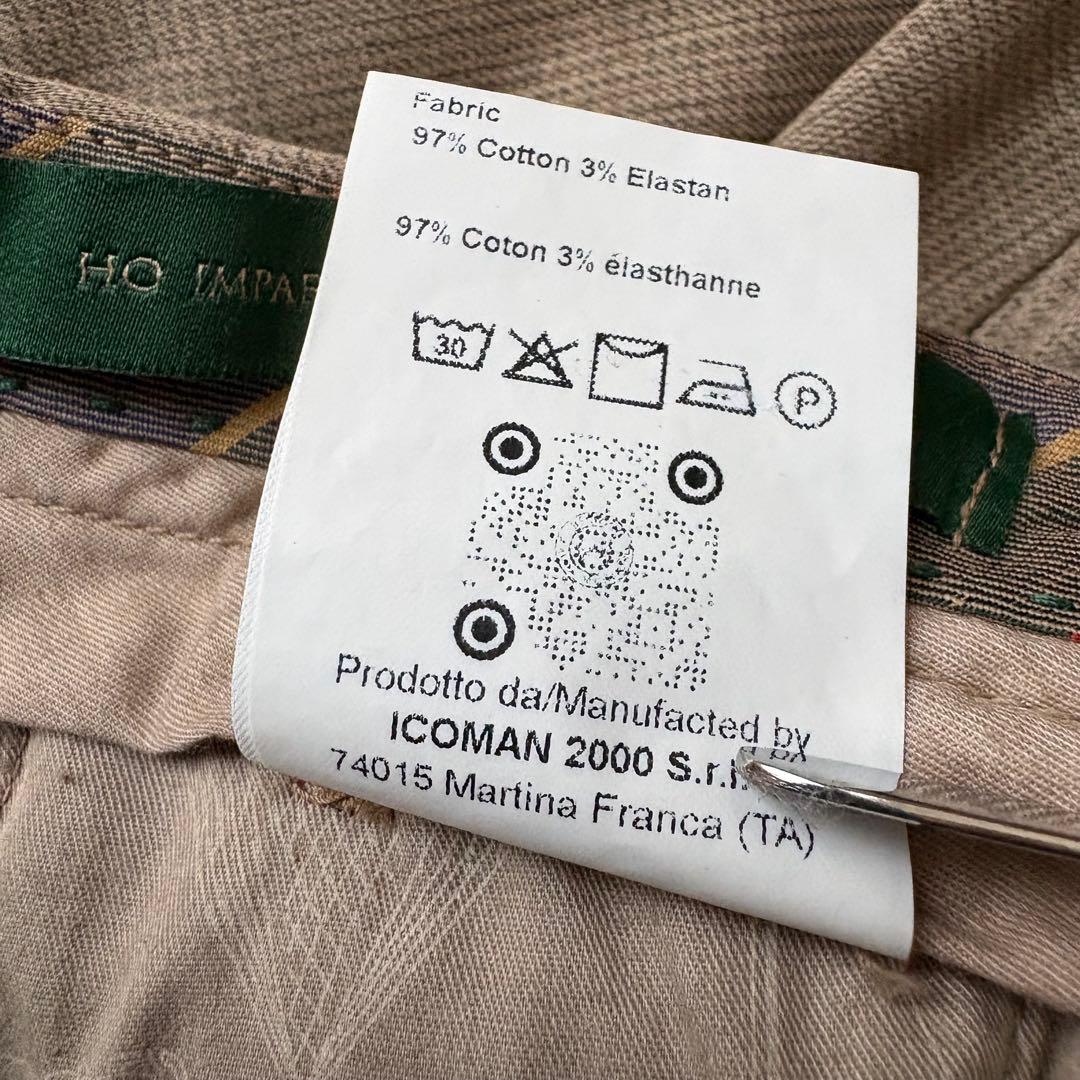 Fabric
97% Cotton 3% Elastan
97% Coton 3% élasthanne
HO IMPAR
30
P
Prodotto da/Manufacted by
ICOMAN 2000 S.r.l.
74015 Martina Franca (TA)